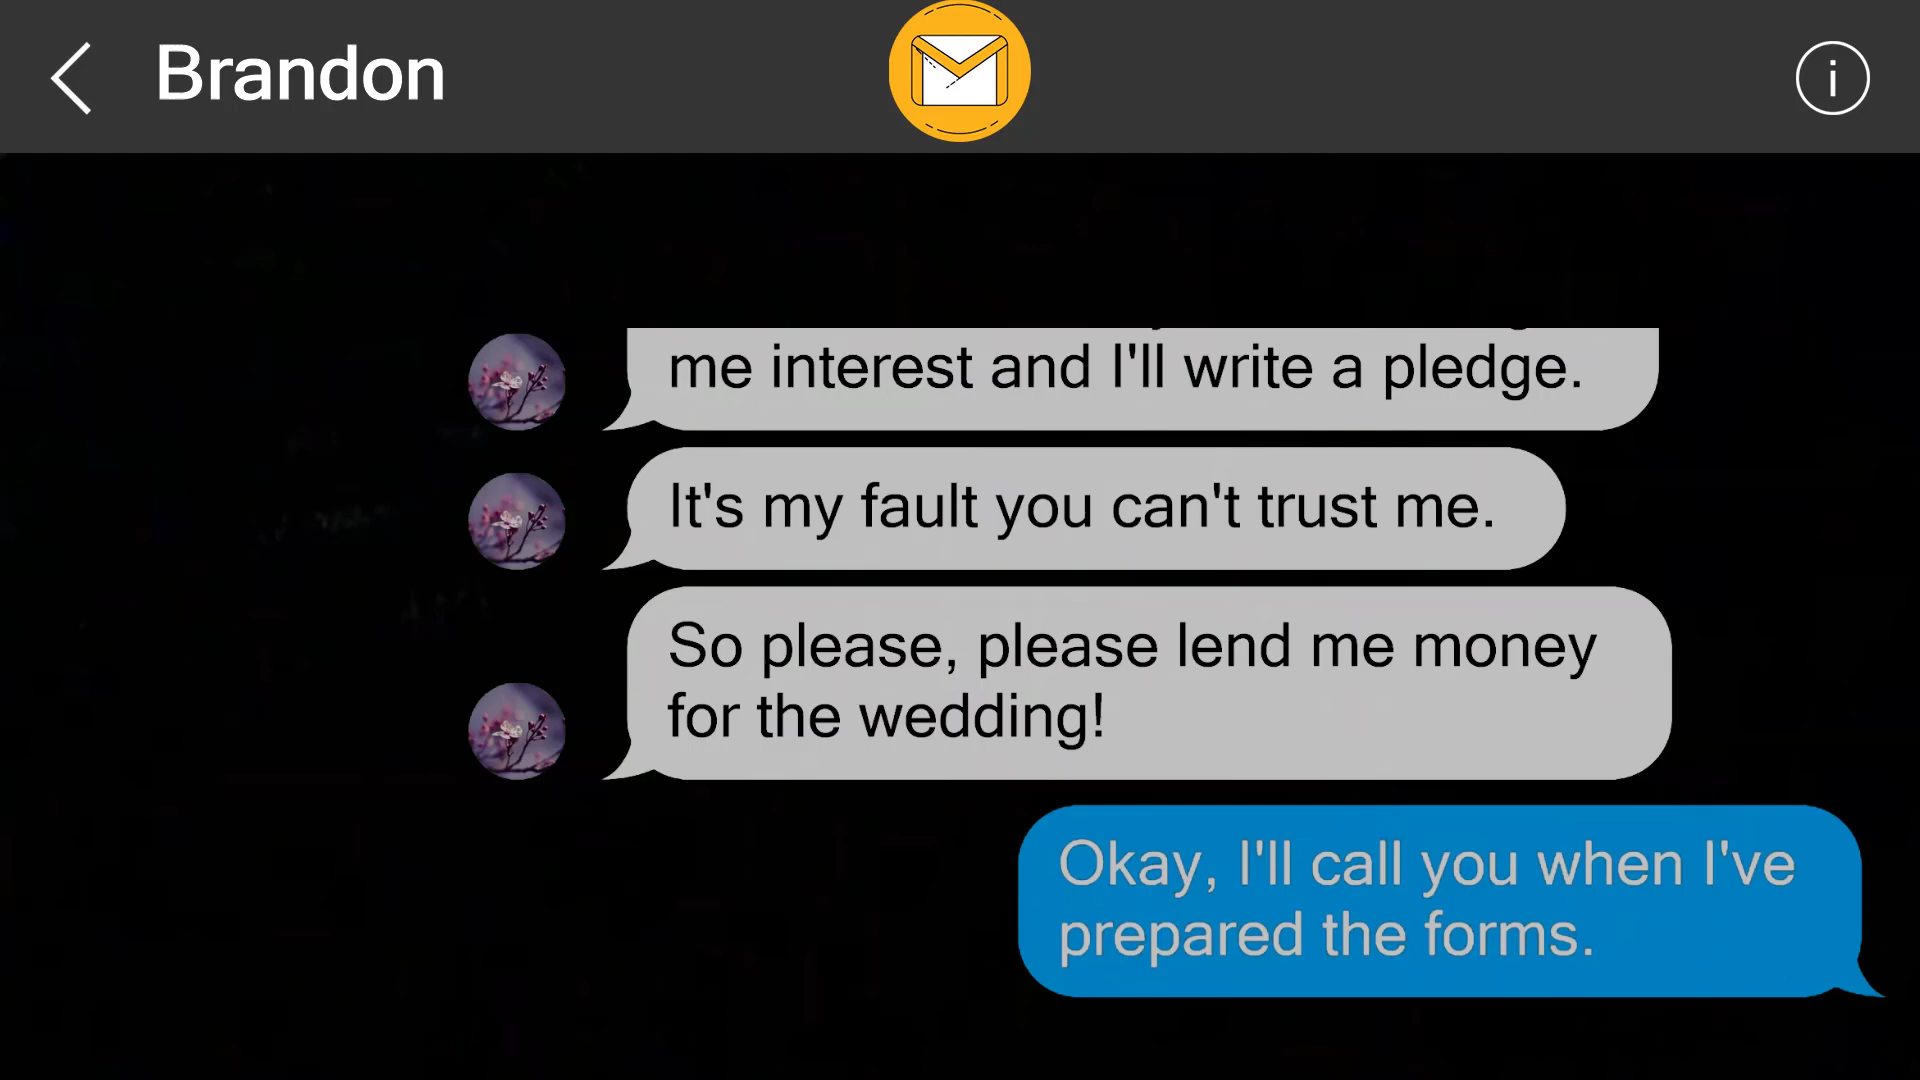 Brandon
me interest and I'll write a pledge.
It's my fault you can't trust me.
So please, please lend me money
for the wedding!
Okay, I'll call you when I've
prepared the forms.